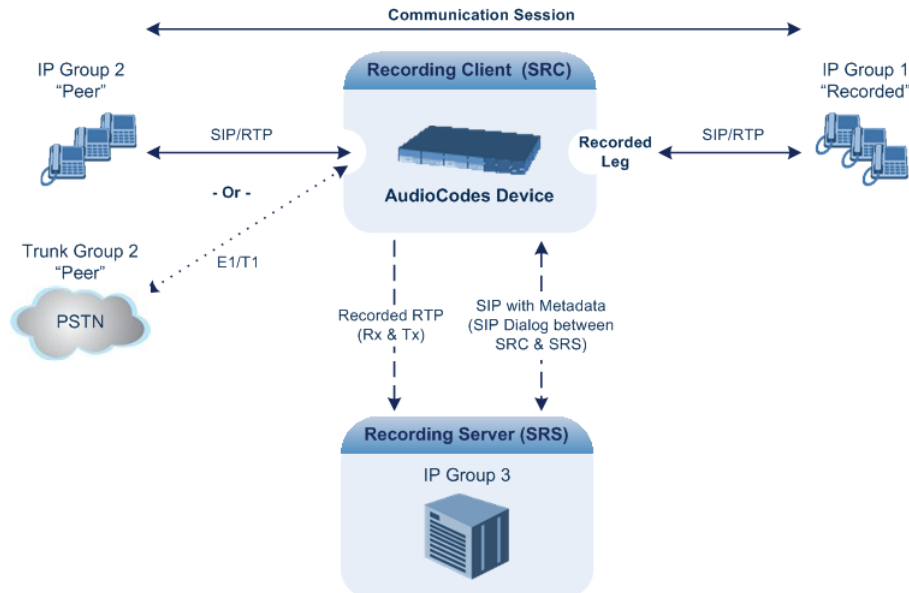 Communication Session
IP Group 2
"Peer"
Recording Client (SRC)
IP Group 1
"Recorded"
SIP/RTP
Recorded
Leg
SIP/RTP
- Or -
AudioCodes Device
Trunk Group 2
"Peer"
E1/T1
PSTN
Recorded RTP
(Rx & Tx)
SIP with Metadata
(SIP Dialog between
SRC & SRS)
Recording Server (SRS)
IP Group 3